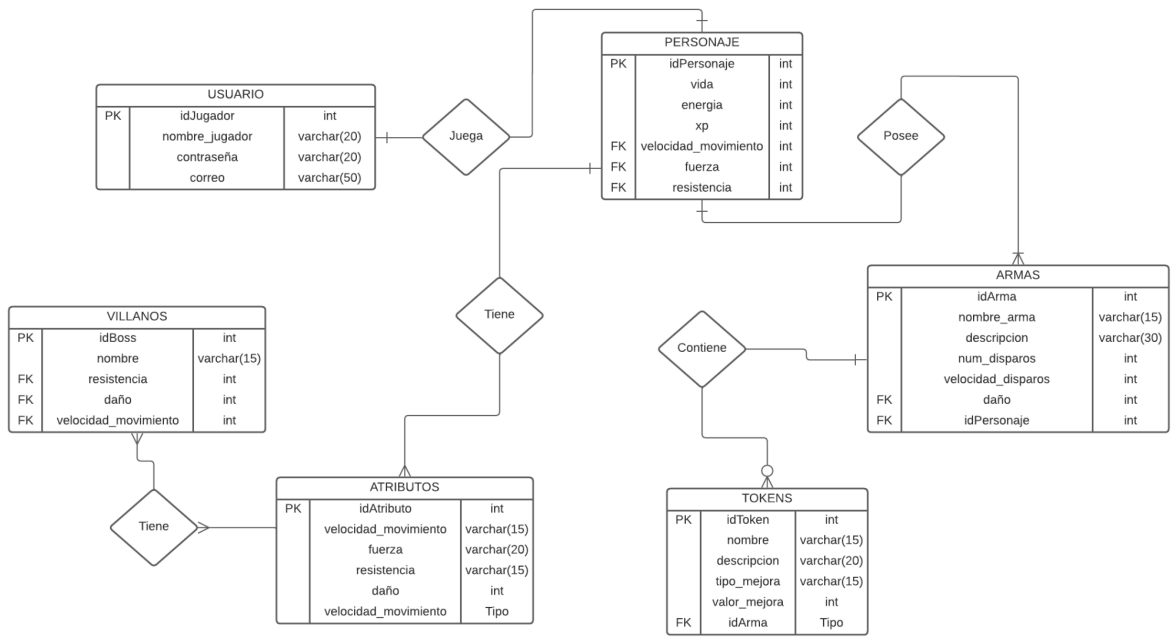 PERSONAJE
PK idPersonaje int
vida int
energia int
xp int
FK velocidad_movimiento int
FK fuerza int
FK resistencia int
USUARIO
PK idJugador int
nombre_jugador varchar(20)
contraseña varchar(20)
correo varchar(50)
Juega
Posee
ARMAS
PK idArma int
nombre_arma varchar(15)
descripcion varchar(30)
num_disparos int
velocidad_disparos int
FK daño int
FK idPersonaje int
Tiene
Contiene
VILLANOS
PK idBoss int
nombre varchar(15)
FK resistencia int
FK daño int
FK velocidad_movimiento int
Tiene
ATRIBUTOS
PK idAtributo int
velocidad_movimiento varchar(15)
fuerza varchar(20)
resistencia varchar(15)
daño int
velocidad_movimiento Tipo
TOKENS
PK idToken int
nombre varchar(15)
descripcion varchar(20)
tipo_mejora varchar(15)
valor_mejora int
FK idArma Tipo